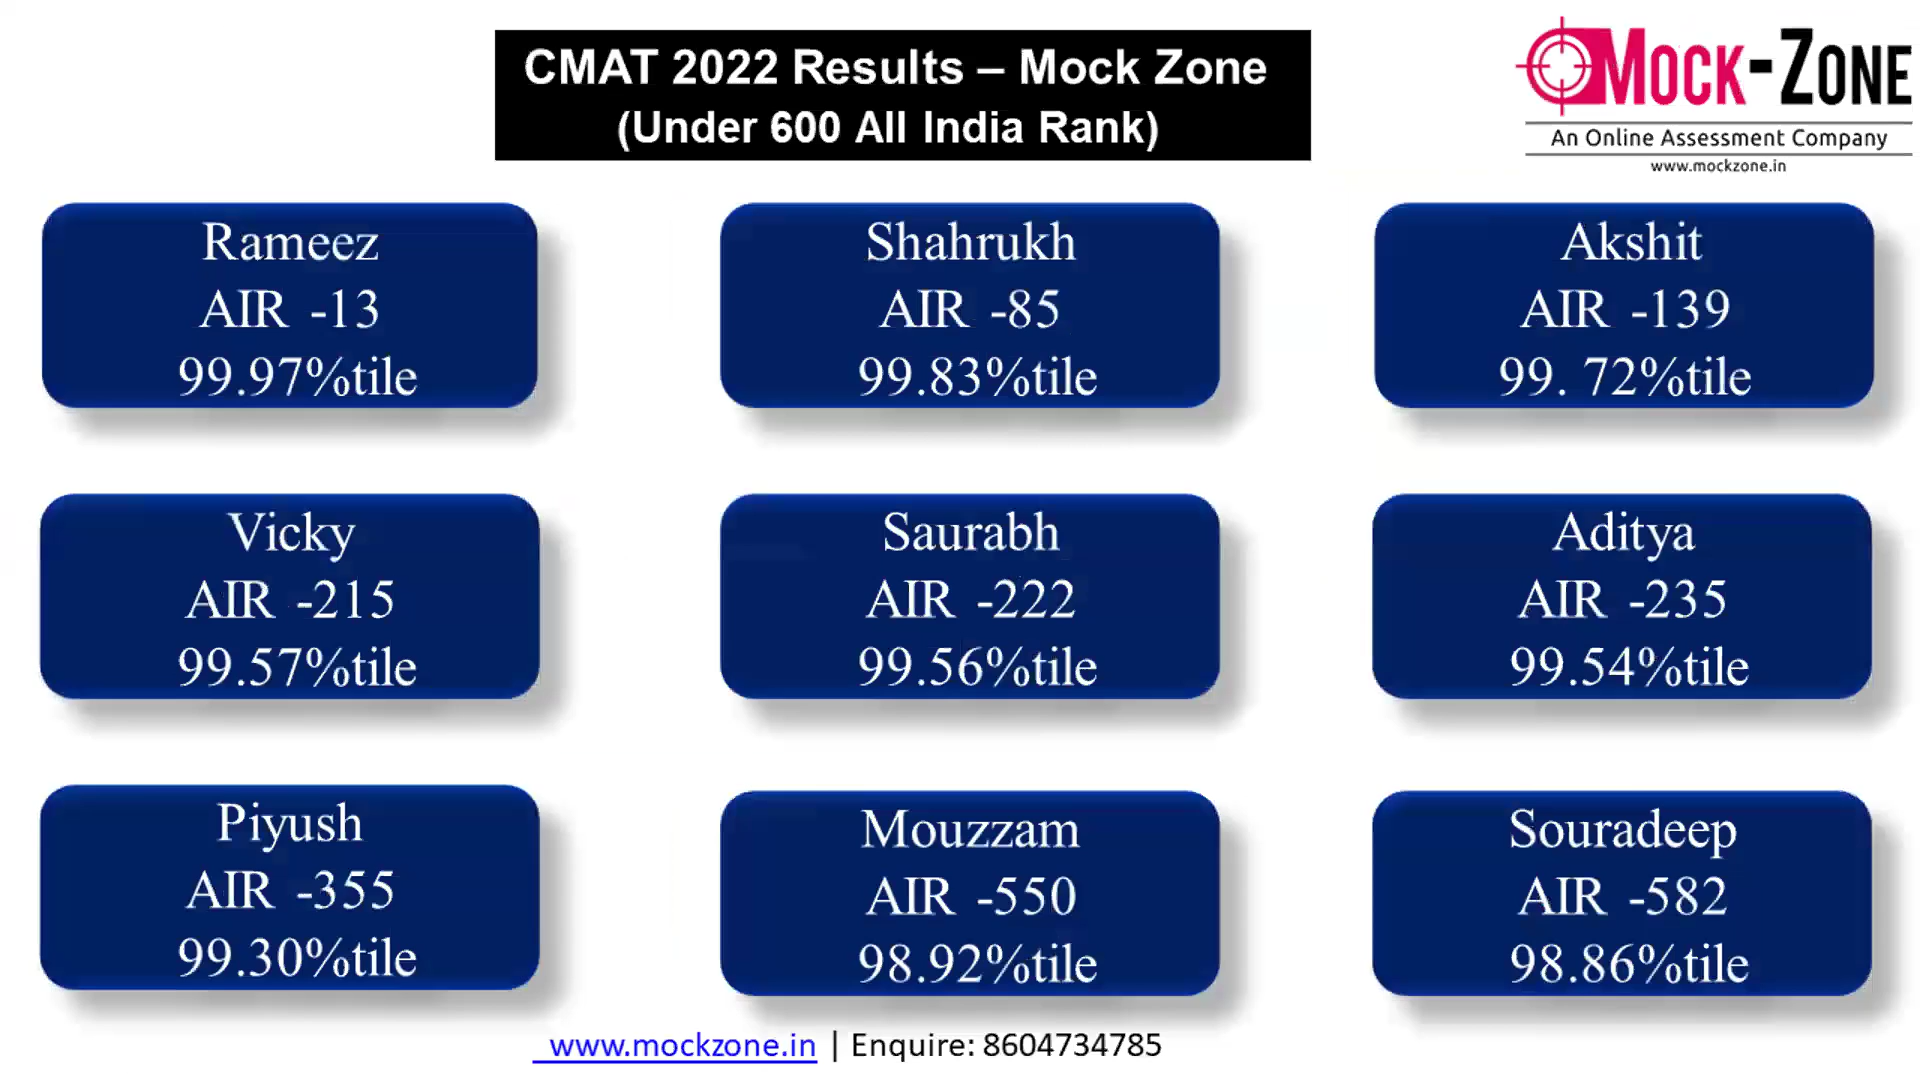 CMAT 2022 Results – Mock Zone
(Under 600 All India Rank)
MOCK-ZONE
An Online Assessment Company
www.mockzone.in
Rameez
AIR -13
99.97%tile
Shahrukh
AIR -85
99.83%tile
Akshit
AIR -139
99. 72%tile
Vicky
AIR -215
99.57%tile
Saurabh
AIR -222
99.56%tile
Aditya
AIR -235
99.54%tile
Piyush
AIR -355
99.30%tile
Mouzzam
AIR -550
98.92%tile
Souradeep
AIR -582
98.86%tile
www.mockzone.in | Enquire: 8604734785